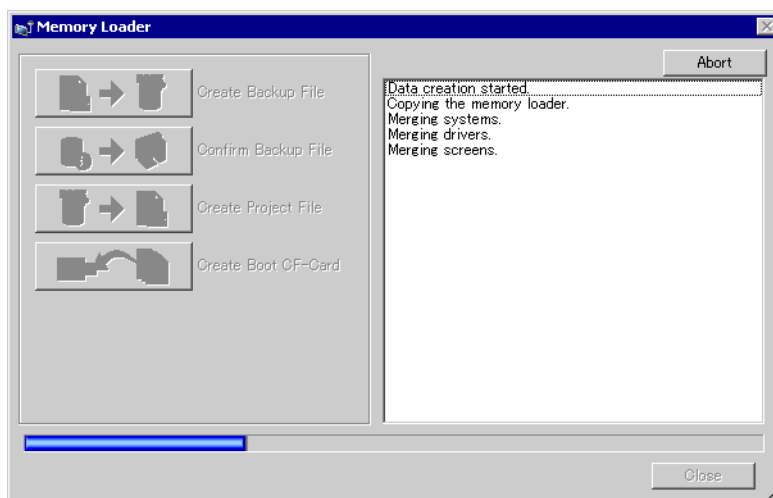 Memory Loader
Abort
Create Backup File
Confirm Backup File
Create Project File
Create Boot CF-Card
Data creation started.
Copying the memory loader.
Merging systems.
Merging drivers.
Merging screens.
Close